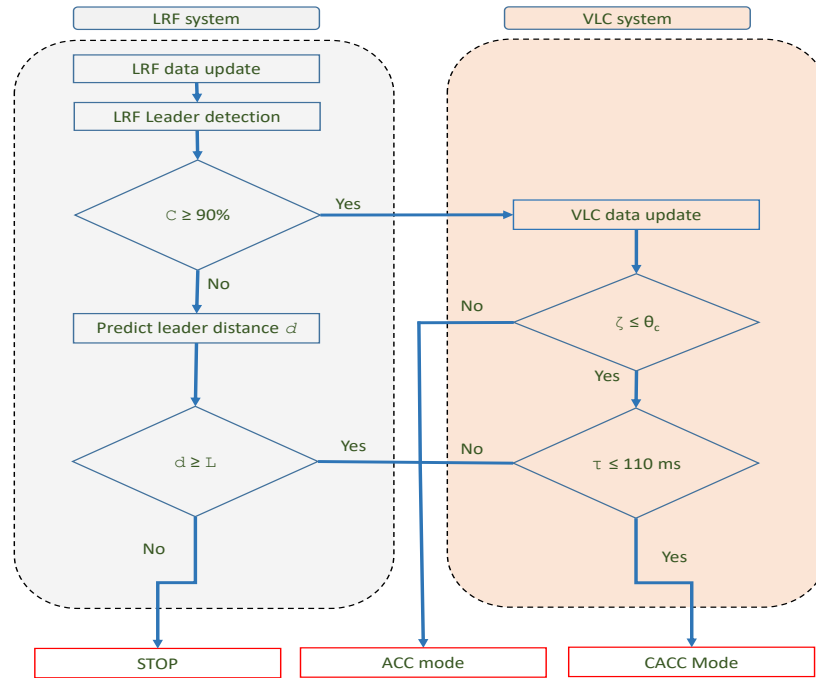 LRF system
LRF data update
LRF Leader detection
C ≥ 90%
Yes
No
Predict leader distance d
d ≥ L
Yes
No
VLC system
VLC data update
ζ ≤ θc
No
Yes
τ ≤ 110 ms
No
Yes
STOP
ACC mode
CACC Mode